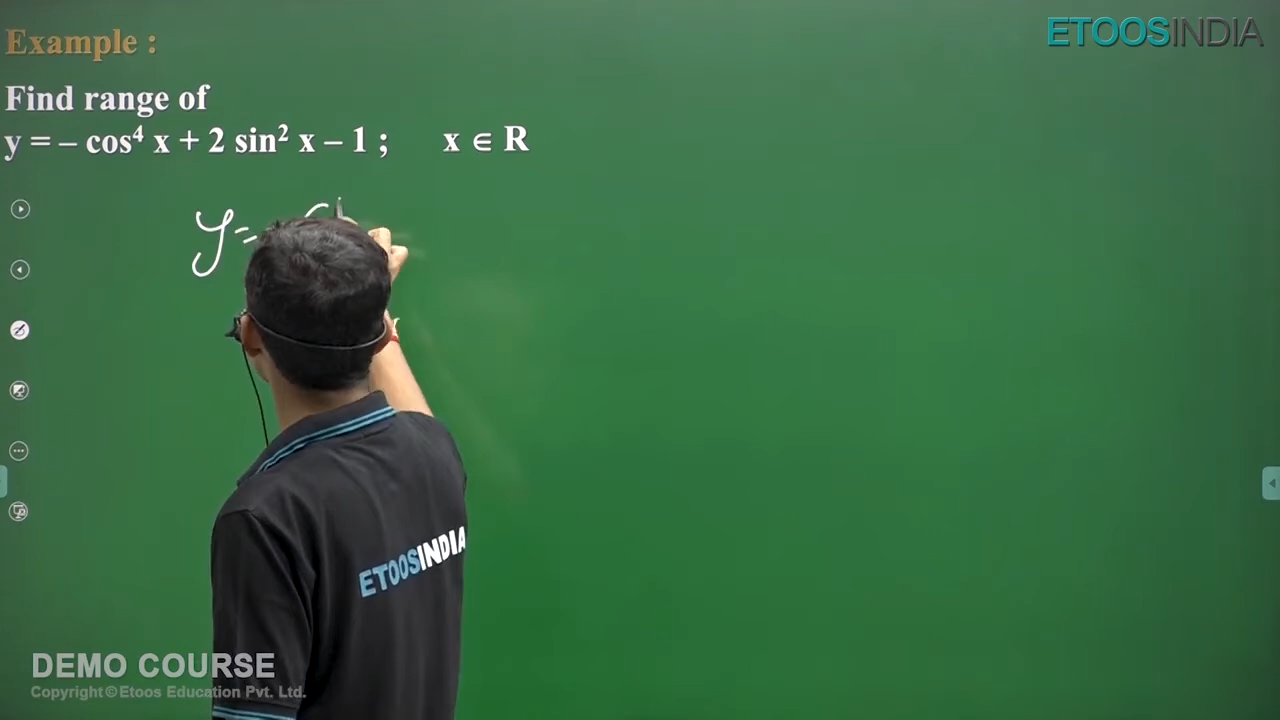 Example :
ETOOSINDIA
Find range of
y = – cos⁴ x + 2 sin² x – 1 ; x ∈ R
y =
ETOOSINDIA
DEMO COURSE
Copyright © Etoos Education Pvt. Ltd.